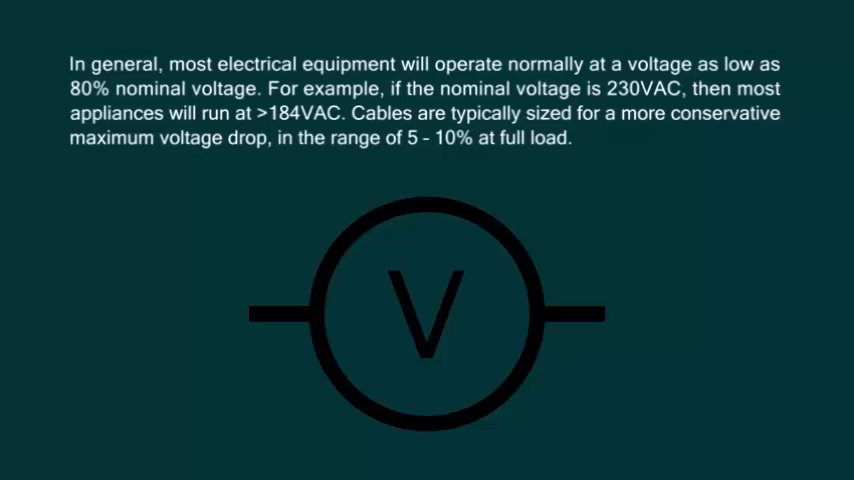 In general, most electrical equipment will operate normally at a voltage as low as
80% nominal voltage. For example, if the nominal voltage is 230VAC, then most
appliances will run at >184VAC. Cables are typically sized for a more conservative
maximum voltage drop, in the range of 5 - 10% at full load.
V